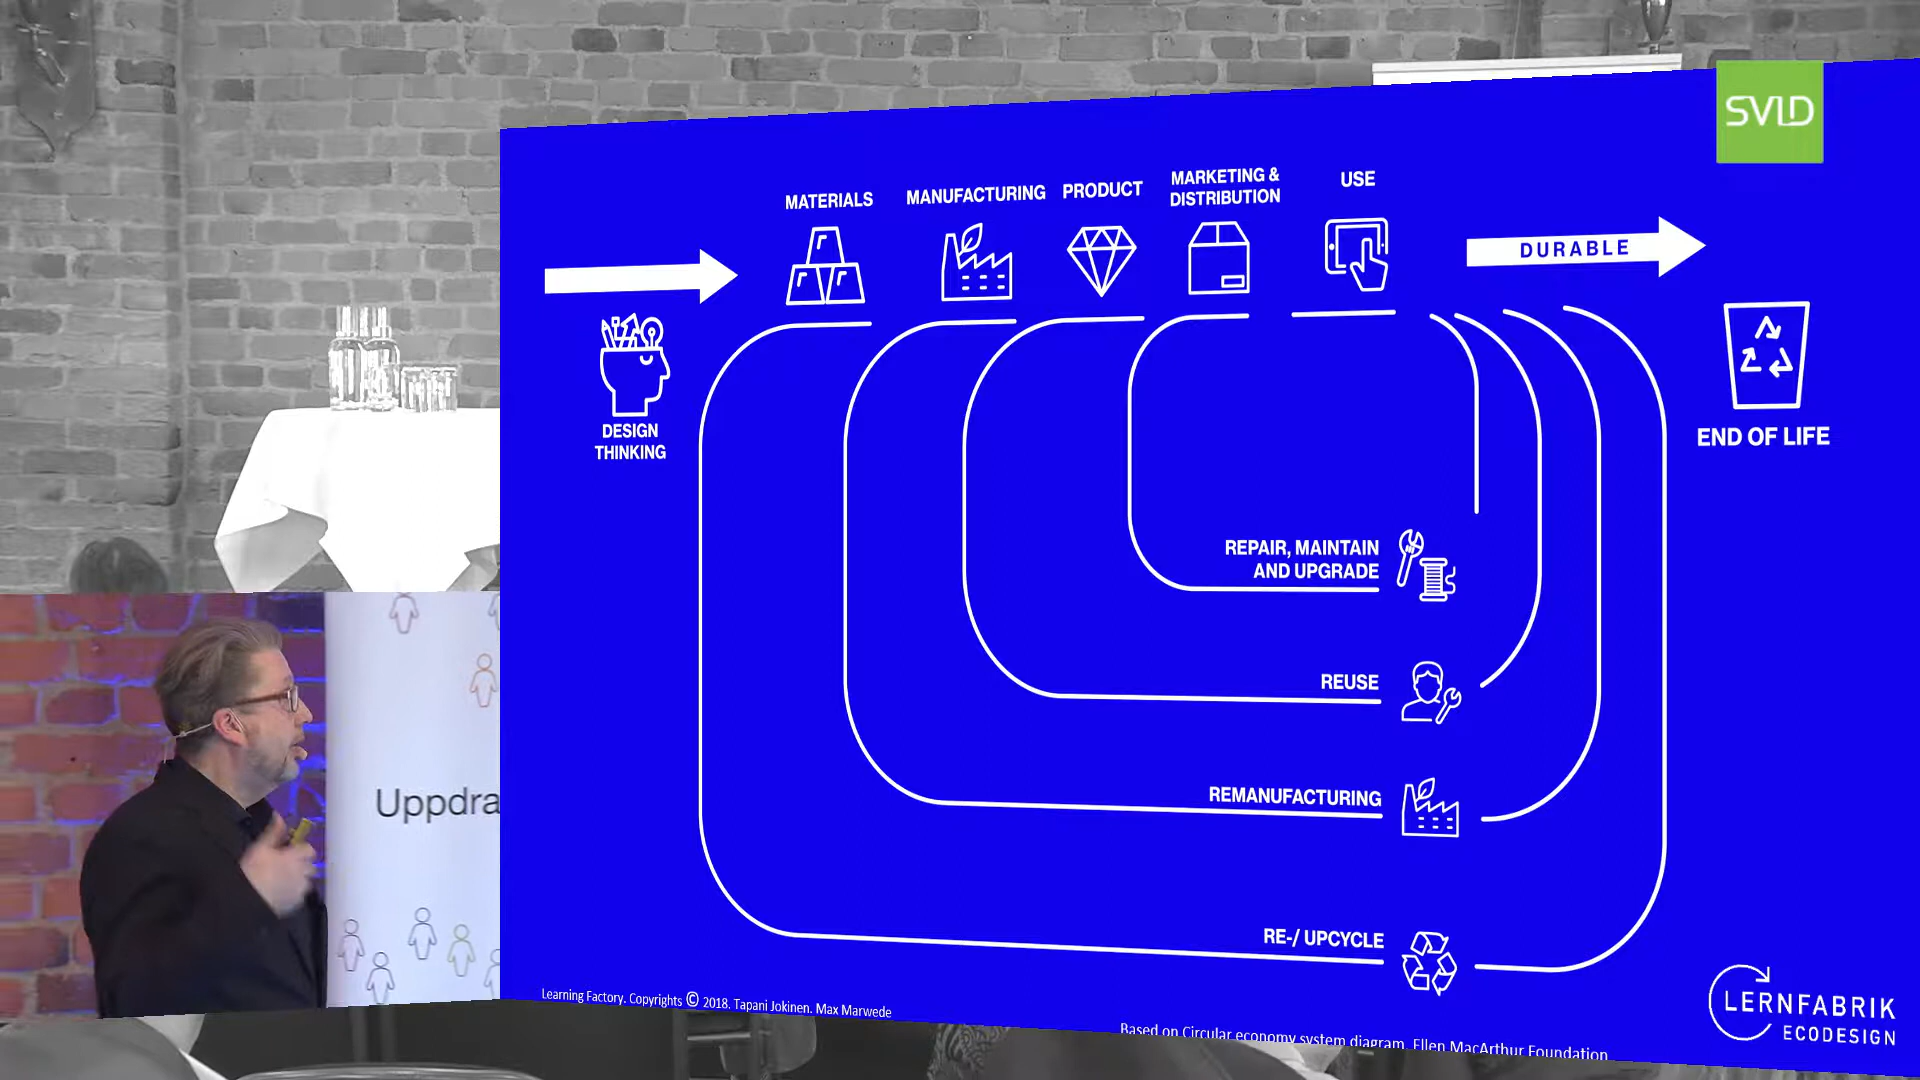 SVID
MATERIALS
MANUFACTURING
PRODUCT
MARKETING &
DISTRIBUTION
USE
DURABLE
DESIGN
THINKING
END OF LIFE
REPAIR, MAINTAIN
AND UPGRADE
REUSE
REMANUFACTURING
RE-/ UPCYCLE
Uppdra
Learning Factory. Copyrights © 2018. Tapani Jokinen. Max Marwede
Based on Circular economy system diagram. Ellen MacArthur Foundation
LERNFABRIK
ECODESIGN